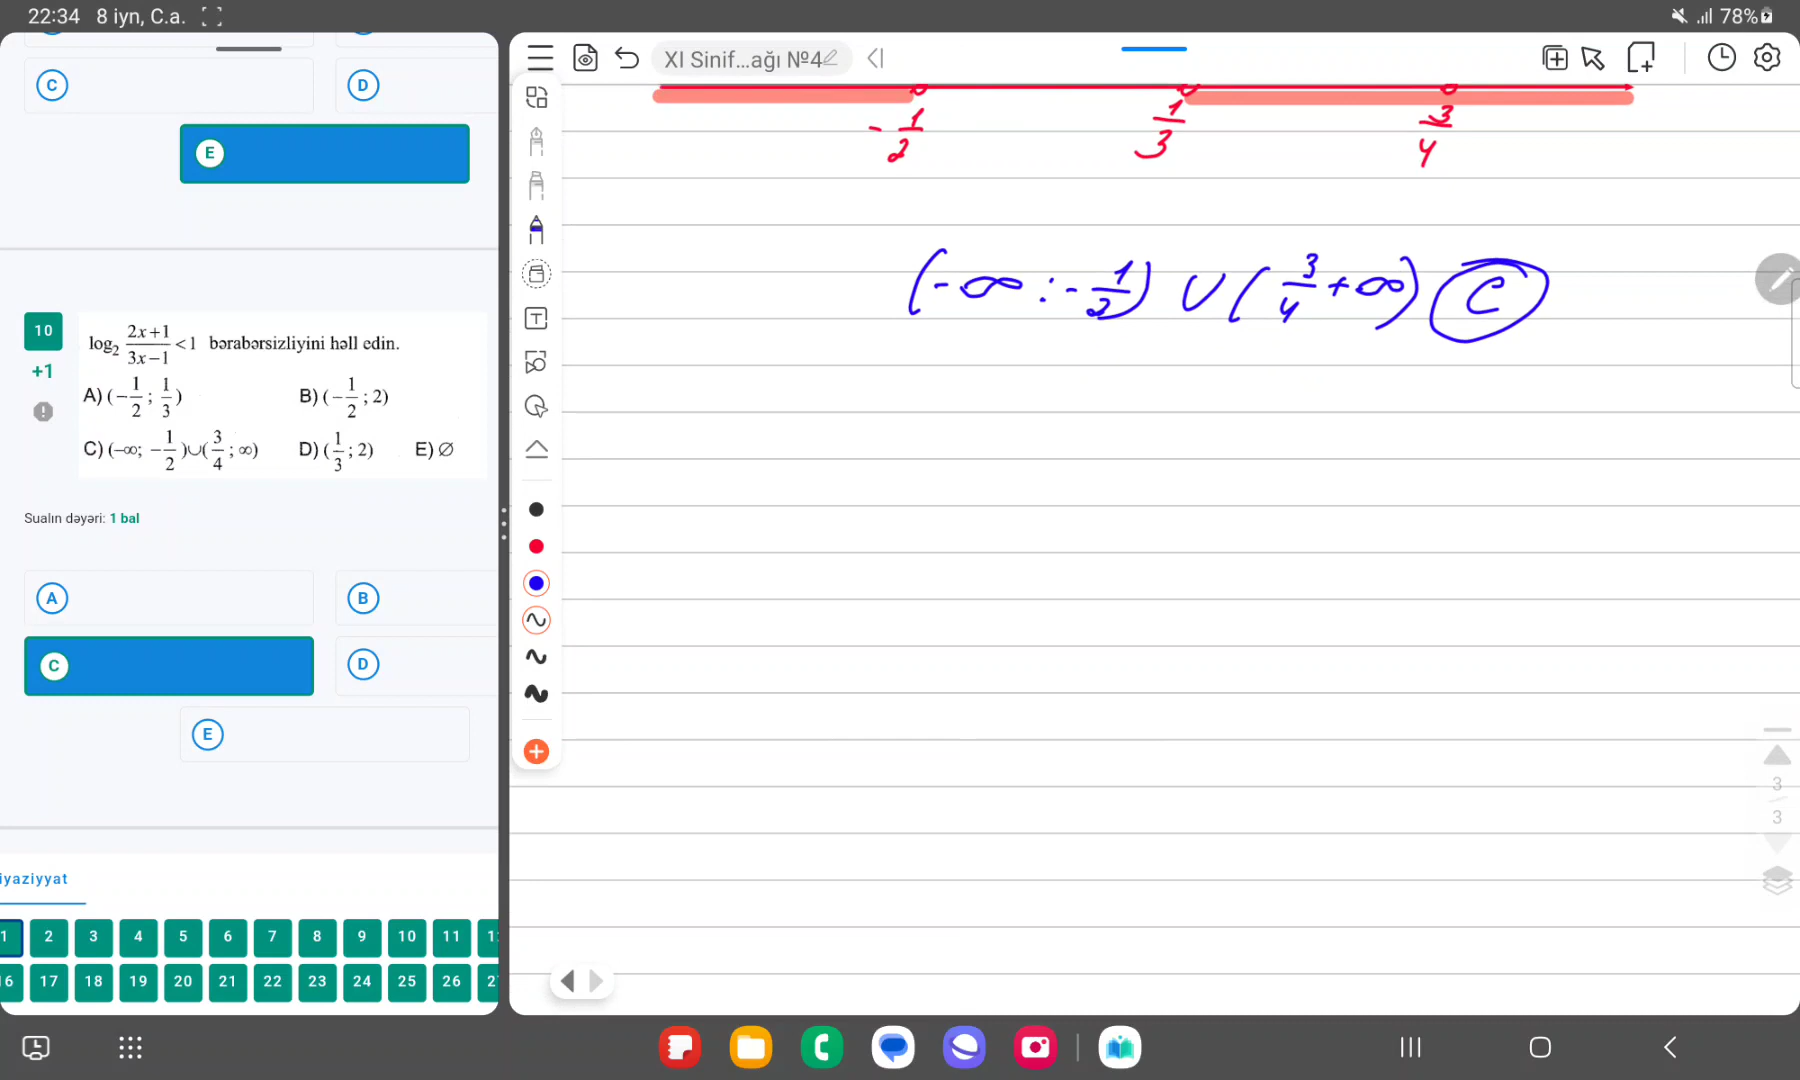 22:34 8 iyn, C.a. 78%
C D
E
10
+1
log₂ (2x+1)/(3x−1) <1 bərabərsizliyini həll edin.
A) (−1/2; 1/3) B) (−1/2; 2)
C) (−∞; −1/2)∪(3/4; ∞) D) (1/3; 2) E) ∅
Sualın dəyəri: 1 bal
A B
C D
E
iyaziyyat
1 2 3 4 5 6 7 8 9 10 11 1
16 17 18 19 20 21 22 23 24 25 26 2
XI Sinif...ağı №4
-1/2 1/3 3/4
(-∞ : -1/2) ∪ (3/4 +∞) C
T
3
3